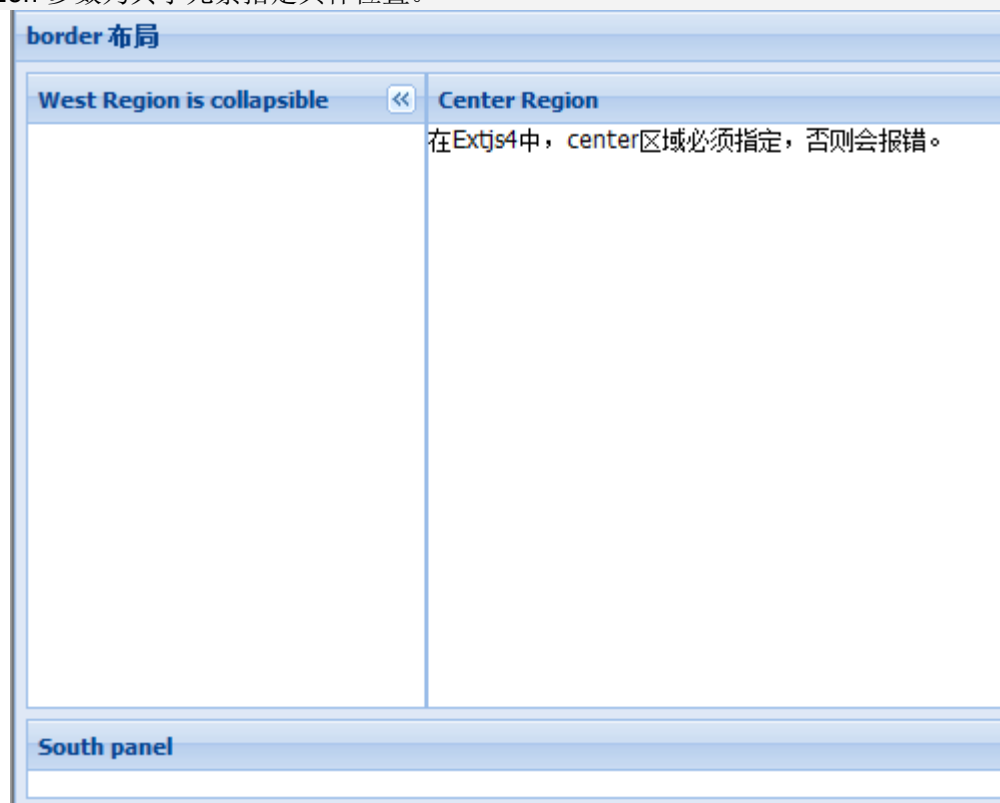 border 布局
West Region is collapsible
Center Region
在Extjs4中，center区域必须指定，否则会报错。
South panel